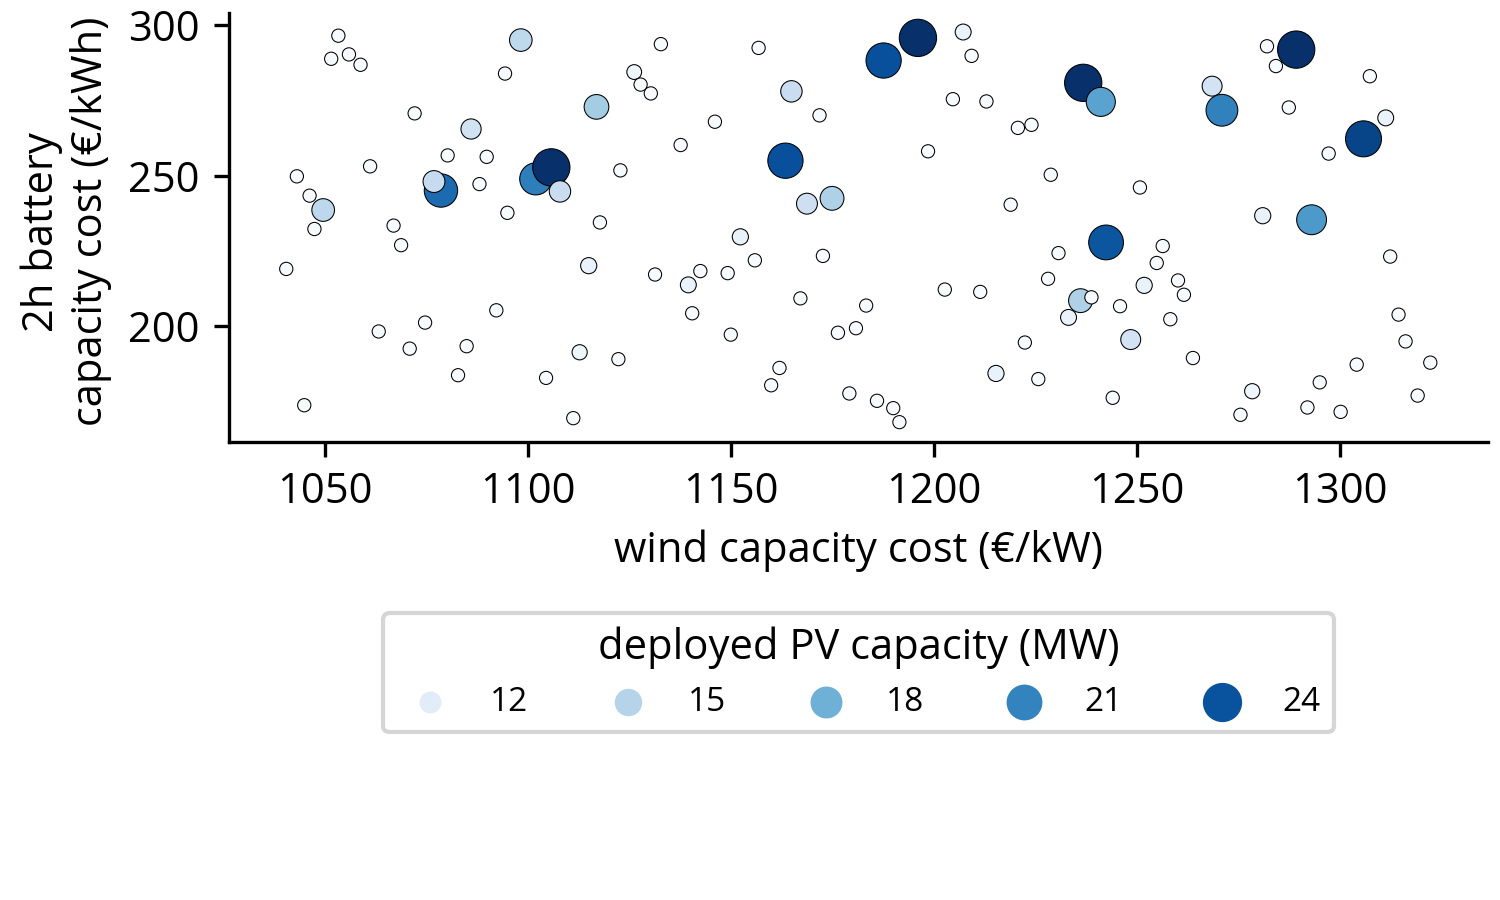 2h battery
capacity cost (€/kWh)
300
250
200
1050 1100 1150 1200 1250 1300
wind capacity cost (€/kW)
deployed PV capacity (MW)
12 15 18 21 24